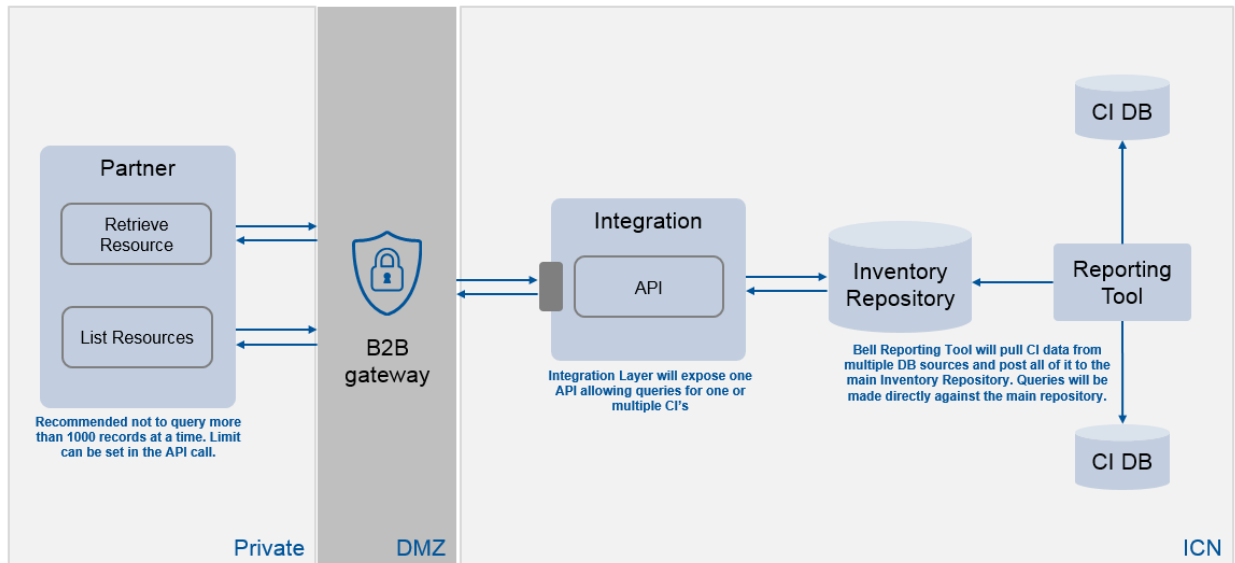 Partner
Retrieve
Resource
List Resources
Recommended not to query more
than 1000 records at a time. Limit
can be set in the API call.
Private
B2B
gateway
DMZ
Integration
API
Integration Layer will expose one
API allowing queries for one or
multiple CI's
Inventory
Repository
Bell Reporting Tool will pull CI data from
multiple DB sources and post all of it to the
main Inventory Repository. Queries will be
made directly against the main repository.
CI DB
Reporting
Tool
CI DB
ICN